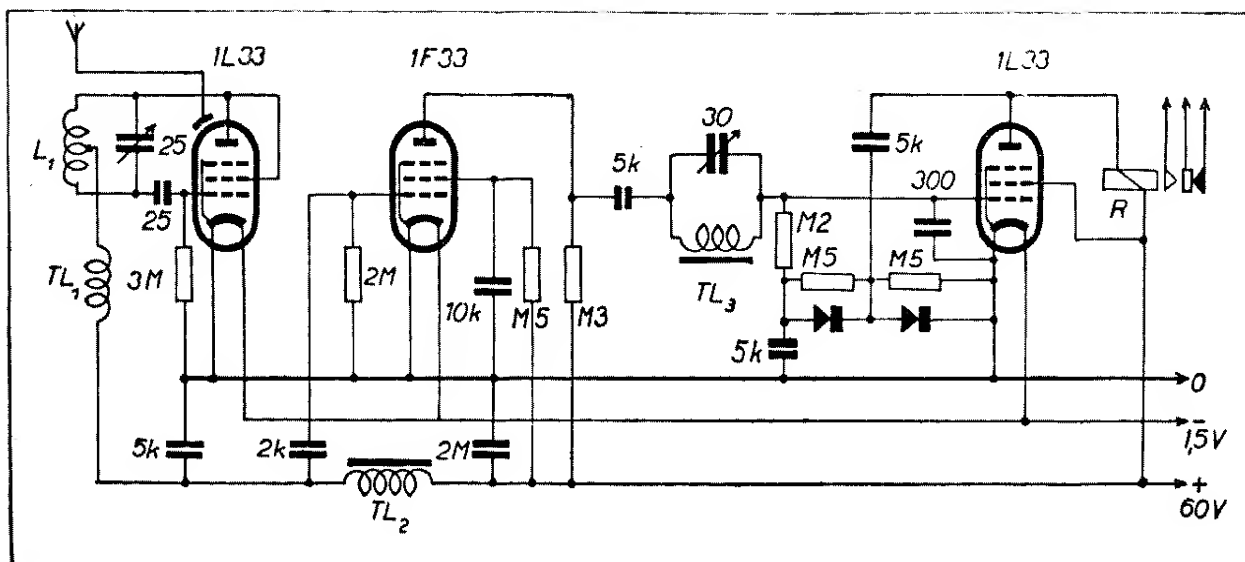 1L33
1F33
1L33
L₁
25
25
TL₁
3M
2M
10k
M5
M3
5k
30
TL₃
M2
M5
M5
5k
5k
300
R
0
−
1,5V
+
60V
5k
2k
TL₂
2M